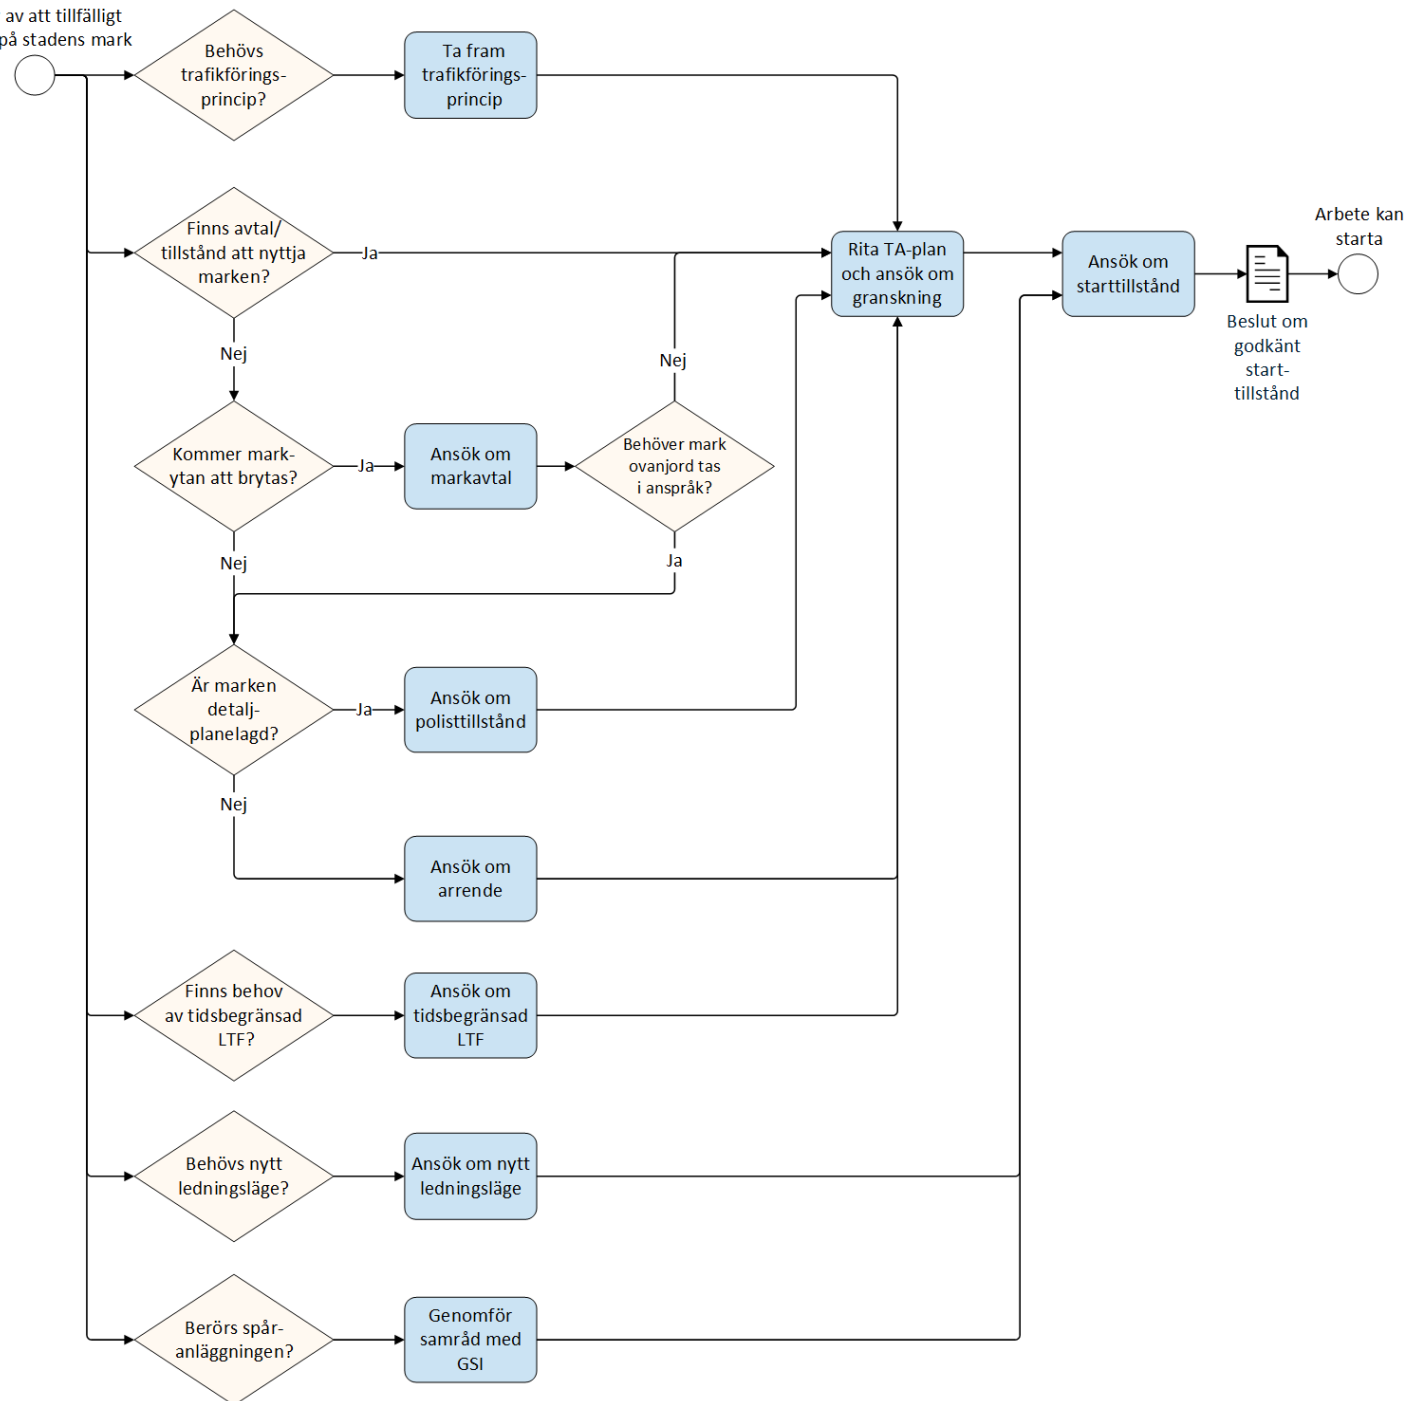 av att tillfälligt
på stadens mark
Behövs
trafikförings-
princip?
Ta fram
trafikförings-
princip
Finns avtal/
tillstånd att nyttja
marken?
Ja
Rita TA-plan
och ansök om
granskning
Ansök om
starttillstånd
Arbete kan
starta
Beslut om
godkänt
start-
tillstånd
Nej
Nej
Kommer mark-
ytan att brytas?
Ja
Ansök om
markavtal
Behöver mark
ovanjord tas
i anspråk?
Nej
Ja
Är marken
detalj-
planelagd?
Ja
Ansök om
polisttillstånd
Nej
Ansök om
arrende
Finns behov
av tidsbegränsad
LTF?
Ansök om
tidsbegränsad
LTF
Behövs nytt
ledningsläge?
Ansök om nytt
ledningsläge
Berörs spår-
anläggningen?
Genomför
samråd med
GSI